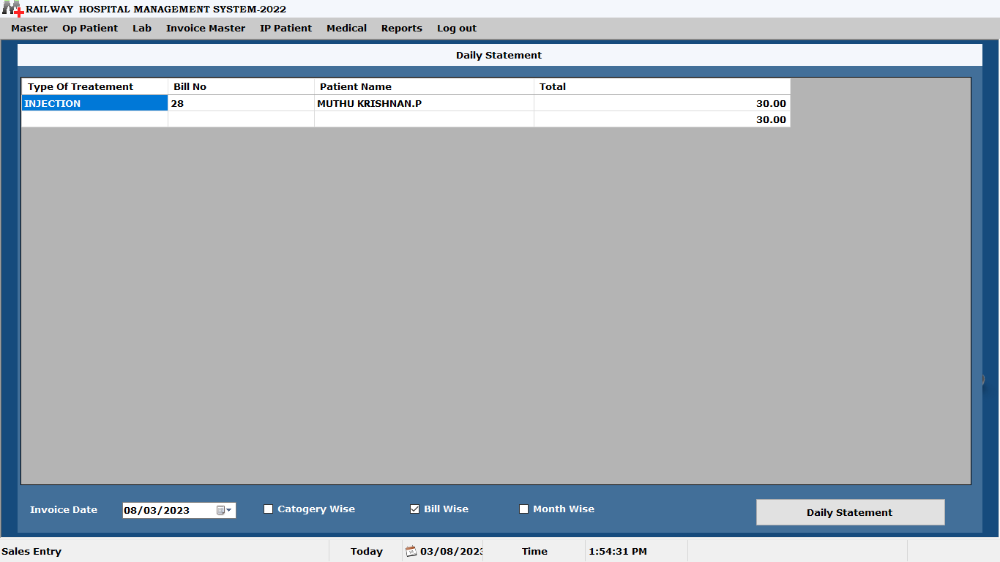 RAILWAY HOSPITAL MANAGEMENT SYSTEM-2022
Master Op Patient Lab Invoice Master IP Patient Medical Reports Log out
Daily Statement
Type Of Treatement Bill No Patient Name Total
INJECTION 28 MUTHU KRISHNAN.P 30.00
30.00
Invoice Date 08/03/2023 Catogery Wise Bill Wise Month Wise Daily Statement
Sales Entry Today 03/08/2023 Time 1:54:31 PM